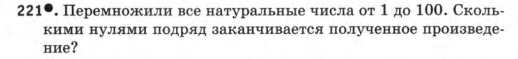 221●. Перемножили все натуральные числа от 1 до 100. Сколь-
кими нулями подряд заканчивается полученное произведе-
ние?